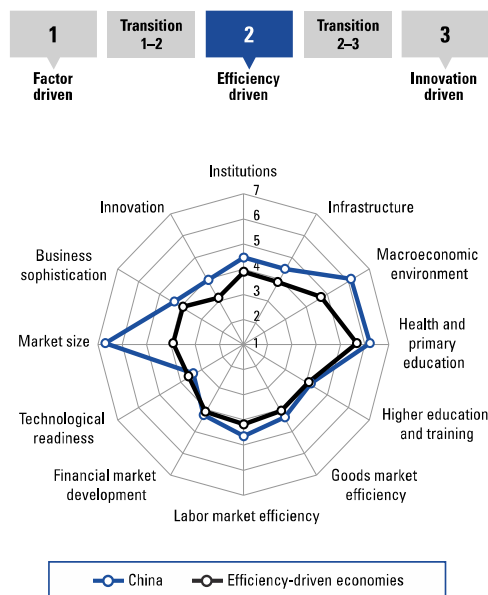 1
Transition
1–2
2
Transition
2–3
3
Factor
driven
Efficiency
driven
Innovation
driven
Institutions
7
Innovation
Infrastructure
6
5
Business
sophistication
Macroeconomic
environment
4
3
2
Market size
1
Health and
primary
education
Technological
readiness
Higher education
and training
Financial market
development
Goods market
efficiency
Labor market efficiency
China
Efficiency-driven economies